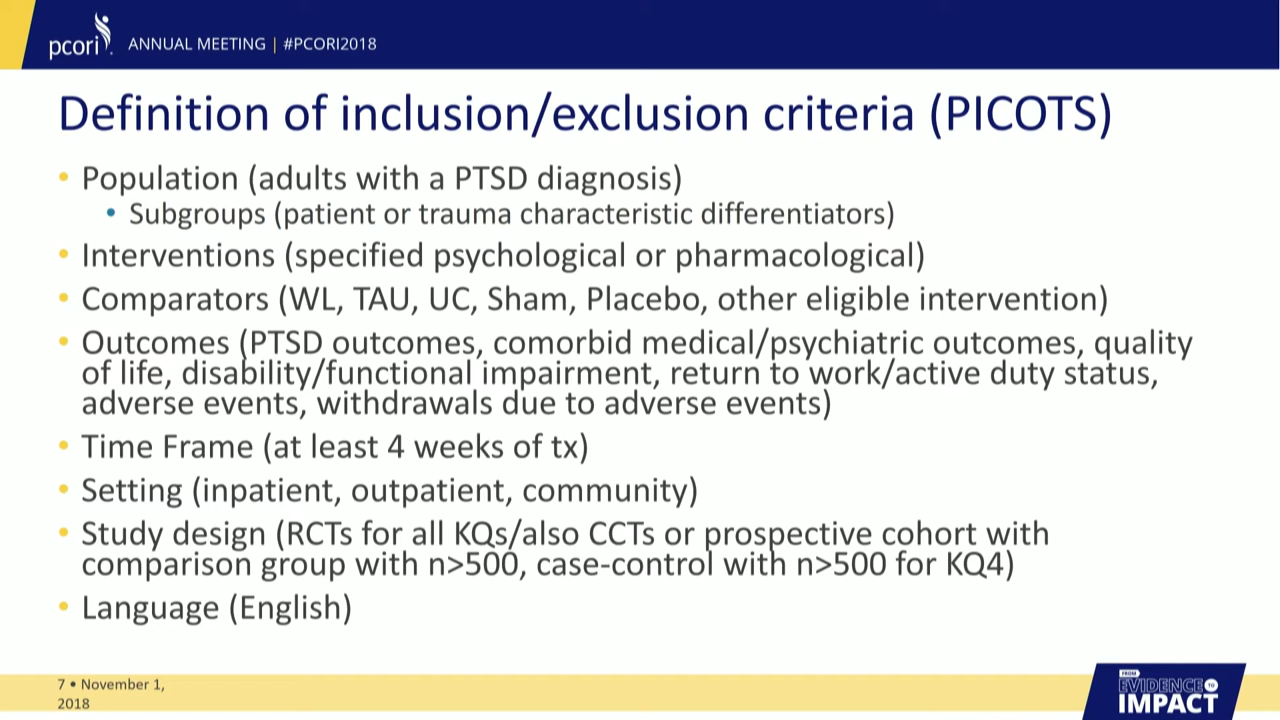 pcori
ANNUAL MEETING | #PCORI2018
Definition of inclusion/exclusion criteria (PICOTS)
• Population (adults with a PTSD diagnosis)
• Subgroups (patient or trauma characteristic differentiators)
• Interventions (specified psychological or pharmacological)
• Comparators (WL, TAU, UC, Sham, Placebo, other eligible intervention)
• Outcomes (PTSD outcomes, comorbid medical/psychiatric outcomes, quality
of life, disability/functional impairment, return to work/active duty status,
adverse events, withdrawals due to adverse events)
• Time Frame (at least 4 weeks of tx)
• Setting (inpatient, outpatient, community)
• Study design (RCTs for all KQs/also CCTs or prospective cohort with
comparison group with n>500, case-control with n>500 for KQ4)
• Language (English)
7 • November 1,
2018
FROM
EVIDENCE TO
IMPACT